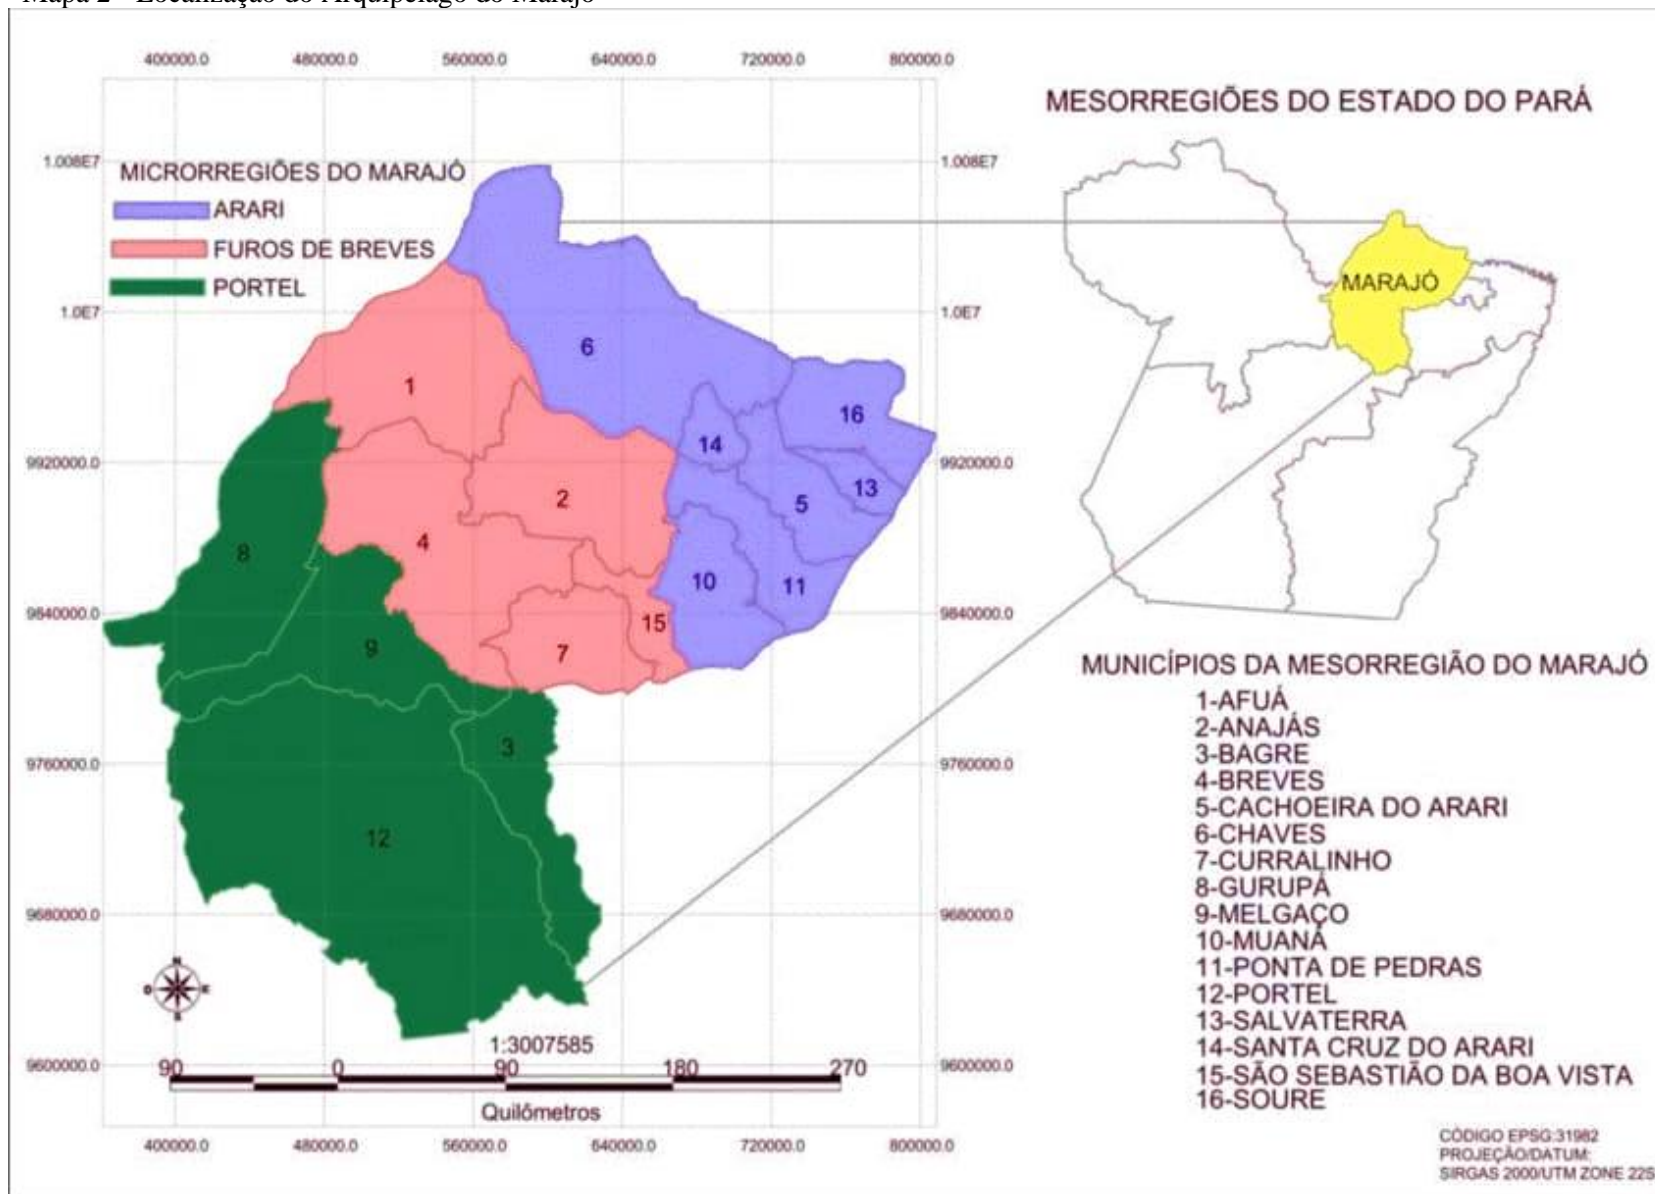 Mapa 2 - Localização do Arquipélago do Marajó
400000.0 480000.0 560000.0 640000.0 720000.0 800000.0
MESORREGIÕES DO ESTADO DO PARÁ
1.008E7 1.008E7
MICRORREGIÕES DO MARAJÓ
ARARI
FUROS DE BREVES
PORTEL
MARAJÓ
1.0E7 1.0E7
6
1
16
14
9920000.0 9920000.0
13
2
5
4
8
10
11
9840000.0 9840000.0
15
9
7
MUNICÍPIOS DA MESORREGIÃO DO MARAJÓ
1-AFUÁ
2-ANAJÁS
3-BAGRE
4-BREVES
5-CACHOEIRA DO ARARI
6-CHAVES
7-CURRALINHO
8-GURUPÁ
9-MELGAÇO
10-MUANÁ
11-PONTA DE PEDRAS
12-PORTEL
13-SALVATERRA
14-SANTA CRUZ DO ARARI
15-SÃO SEBASTIÃO DA BOA VISTA
16-SOURE
3
9760000.0 9760000.0
12
9680000.0 9680000.0
N
O E
S
1:3007585
9600000.0 9600000.0
90 0 90 180 270
Quilômetros
400000.0 480000.0 560000.0 640000.0 720000.0 800000.0
CÓDIGO EPSG:31982
PROJEÇÃO/DATUM:
SIRGAS 2000/UTM ZONE 22S